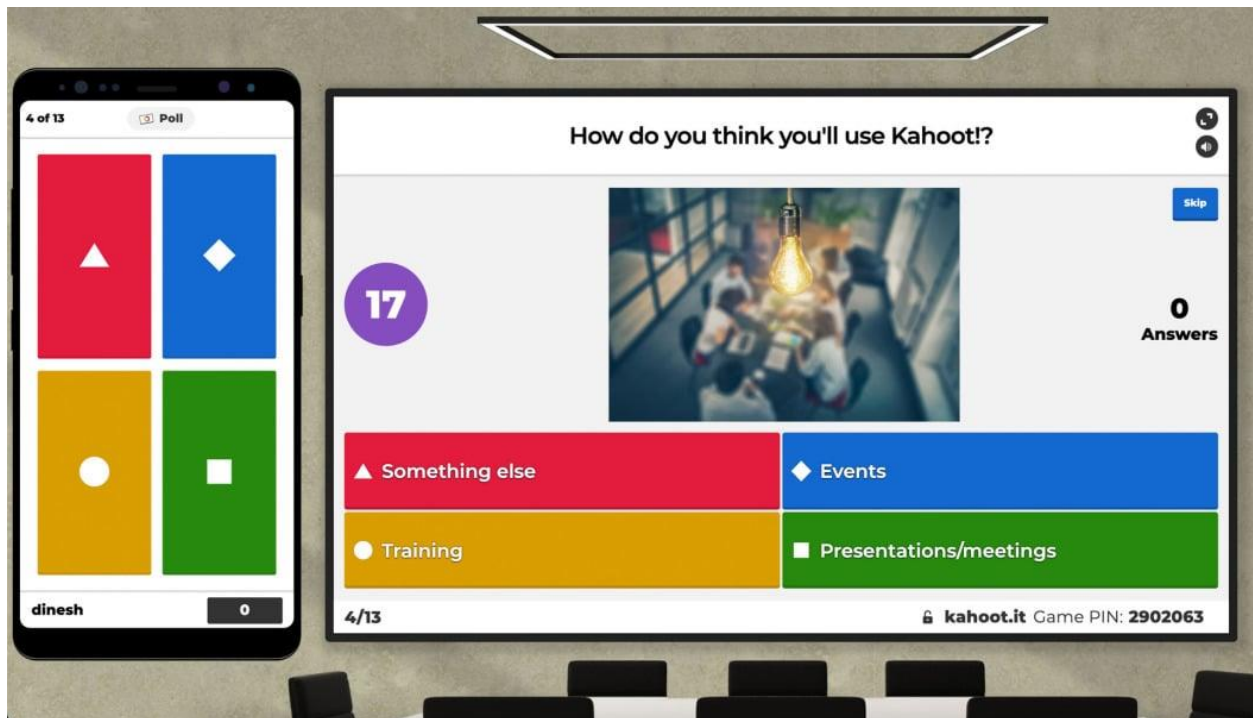 4 of 13
Poll
dinesh
0
How do you think you'll use Kahoot!?
Skip
17
0
Answers
Something else
Events
Training
Presentations/meetings
4/13
kahoot.it Game PIN: 2902063